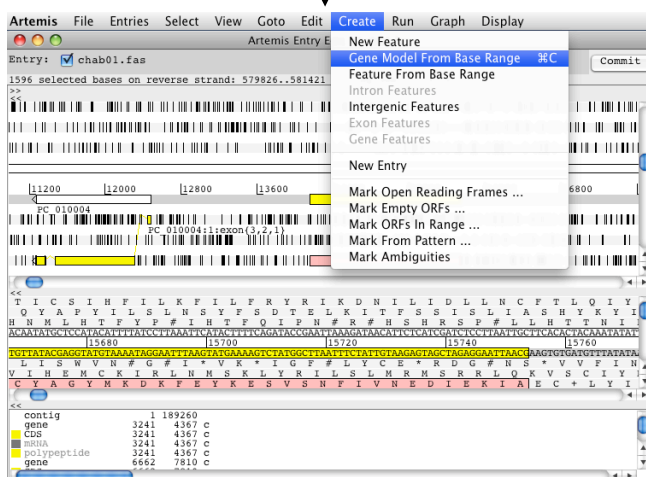 Artemis File Entries Select View Goto Edit Create Run Graph Display
Artemis Entry E
New Feature
Gene Model From Base Range ⌘C
Feature From Base Range
Intron Features
Intergenic Features
Exon Features
Gene Features
New Entry
Mark Open Reading Frames ...
Mark Empty ORFs ...
Mark ORFs In Range ...
Mark From Pattern ...
Mark Ambiguities
Entry: chab01.fas
Commit
1596 selected bases on reverse strand: 579826..581421
>>
<<
11200 12000 12800 13600 6800
PC_010004
PC_010004:1:exon{3,2,1}
<<
T I C S I H F I L K F I L F R Y R I K D N I L I D L L N C F T L Q I Y
Q Y A P Y I L S L N S Y F S D T E L K I T F S S I S L I A S H Y K Y I
H N M L H T F Y P # I H T F Q I P N # R # H S H R S P # L L H T T N I
ACAATATGCTCCATACATTTTATCCTTAAATTCATACTTTTCAGATACCGAATTAAAGATAACATTCTCATCGATCTCCTTAATTGCTTCACACTACAAATATAT
15680 15700 15720 15740 15760
TGTTATACGAGGTATGTAAAATAGGAATTTAAGTATGAAAAGTCTATGGCTTAATTTCTATTGTAAGAGTAGCTAGAGGAATTAACGAAGTGTGATGTTTATATA
L I S W V N # G # I * V K * I G F # L Y C E * R D G # N S * V V F I N
V I H E M C K I R L N M S K L Y R I L S L M R M S R R L Q K V S C I Y
C Y A G Y M K D K F E Y K E S V S N F I V N E D I E K I A E C + L Y I
<<
contig 1 189260
gene 3241 4367 c
CDS 3241 4367 c
mRNA 3241 4367 c
polypeptide 3241 4367 c
gene 6662 7810 c